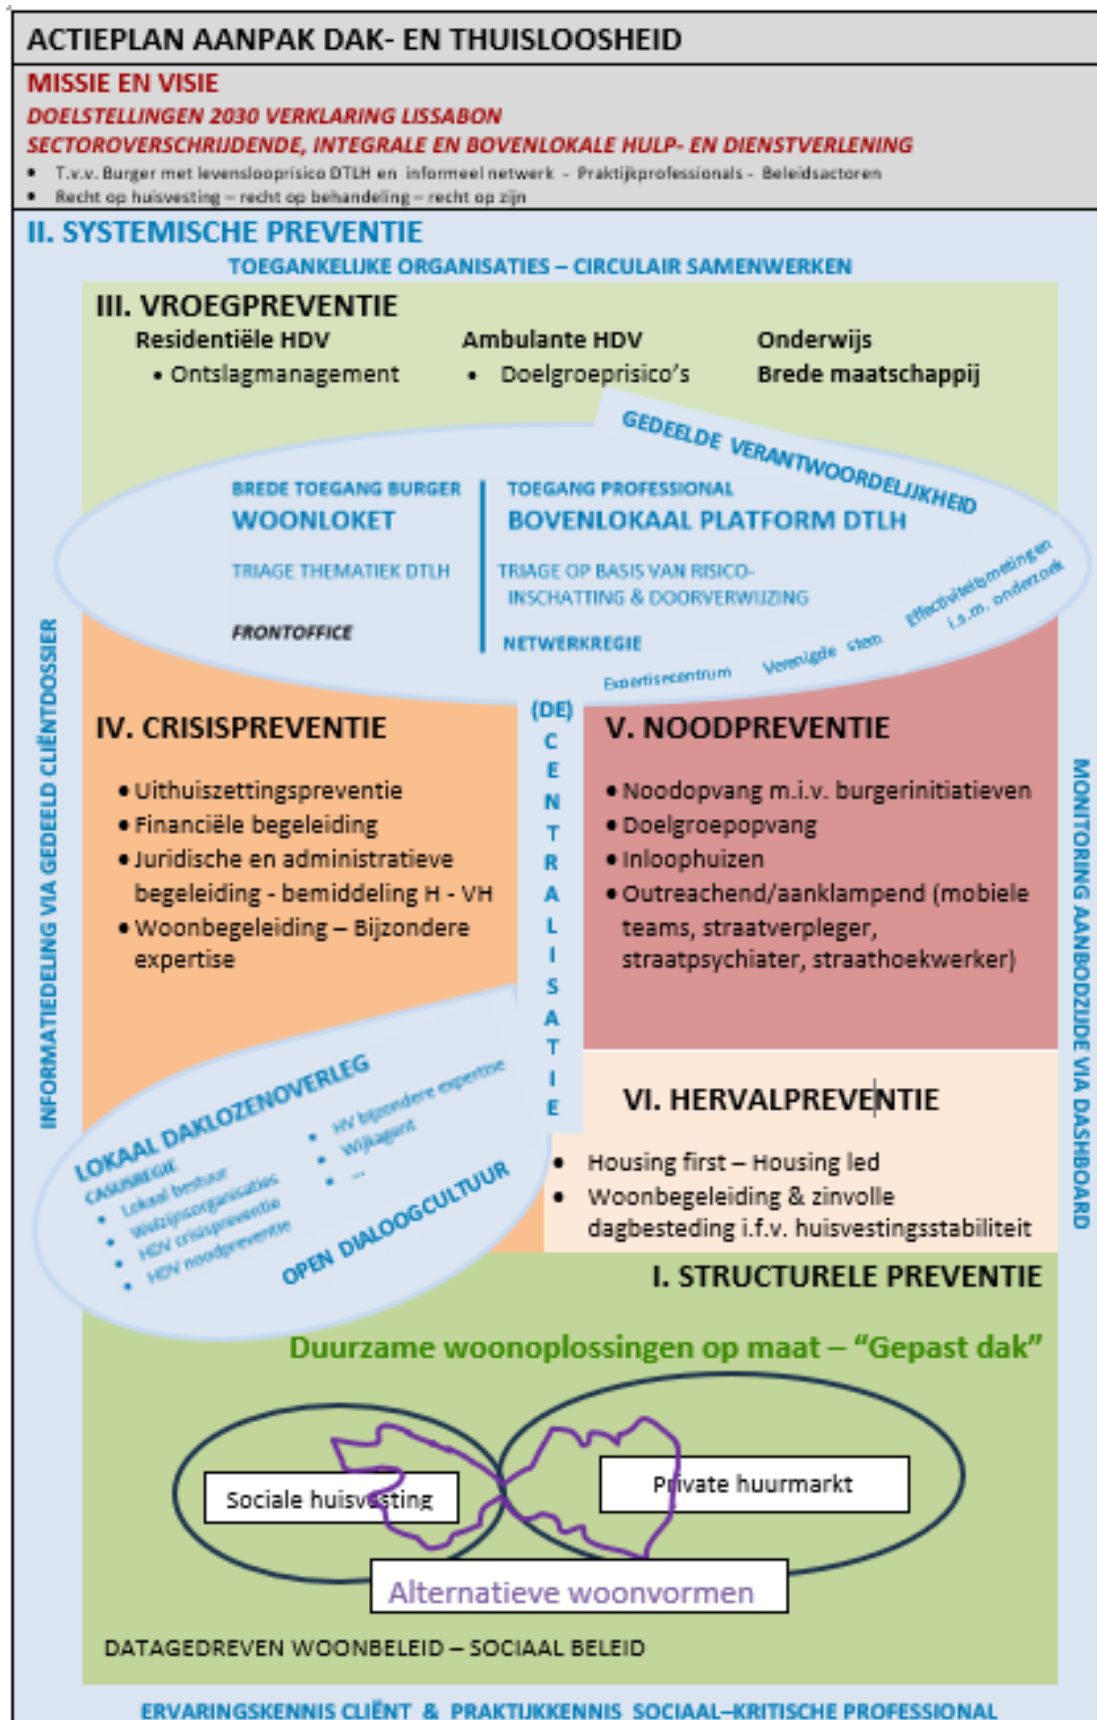 ACTIEPLAN AANPAK DAK- EN THUISLOOSHEID
MISSIE EN VISIE
DOELSTELLINGEN 2030 VERKLARING LISSABON
SECTOROVERSCHRIJDENDE, INTEGRALE EN BOVENLOKALE HULP- EN DIENSTVERLENING
• T.v.v. Burger met levenslooprisico DTLH en informeel netwerk - Praktijkprofessionals - Beleidsactoren
• Recht op huisvesting – recht op behandeling – recht op zijn
II. SYSTEMISCHE PREVENTIE
TOEGANKELIJKE ORGANISATIES – CIRCULAIR SAMENWERKEN
III. VROEGPREVENTIE
Residentiële HDV
• Ontslagmanagement
Ambulante HDV
• Doelgroeprisico's
Onderwijs
Brede maatschappij
GEDEELDE VERANTWOORDELIJKHEID
BREDE TOEGANG BURGER
WOONLOKET
TRIAGE THEMATIEK DTLH
FRONTOFFICE
TOEGANG PROFESSIONAL
BOVENLOKAAL PLATFORM DTLH
TRIAGE OP BASIS VAN RISICO-
INSCHATTING & DOORVERWIJZING
NETWERKREGIE
Expertisecentrum Verenigde stem
Effectiviteitsmetingen
i.s.m. onderzoek
INFORMATIEDELING VIA GEDEELD CLIËNTDOSSIER
IV. CRISISPREVENTIE
• Uithuiszettingspreventie
• Financiële begeleiding
• Juridische en administratieve
begeleiding - bemiddeling H - VH
• Woonbegeleiding – Bijzondere
expertise
(DE)
C
E
N
T
R
A
L
I
S
A
T
I
E
V. NOODPREVENTIE
• Noodopvang m.i.v. burgerinitiatieven
• Doelgroepopvang
• Inloophuizen
• Outreachend/aanklampend (mobiele
teams, straatverpleger,
straatpsychiater, straathoekwerker)
MONITORING AANBODZIJDE VIA DASHBOARD
LOKAAL DAKLOZENOVERLEG
CASUSREGIE
• Lokaal bestuur
• Welzijnsorganisaties
• HDV crisispreventie
• HDV noodpreventie
• HV bijzondere expertise
• Wijkagent
• ...
OPEN DIALOOGCULTUUR
VI. HERVALPREVENTIE
• Housing first – Housing led
• Woonbegeleiding & zinvolle
dagbesteding i.f.v. huisvestingsstabiliteit
I. STRUCTURELE PREVENTIE
Duurzame woonoplossingen op maat – “Gepast dak”
Sociale huisvesting
Private huurmarkt
Alternatieve woonvormen
DATAGEDREVEN WOONBELEID – SOCIAAL BELEID
ERVARINGSKENNIS CLIËNT & PRAKTIJKKENNIS SOCIAAL–KRITISCHE PROFESSIONAL